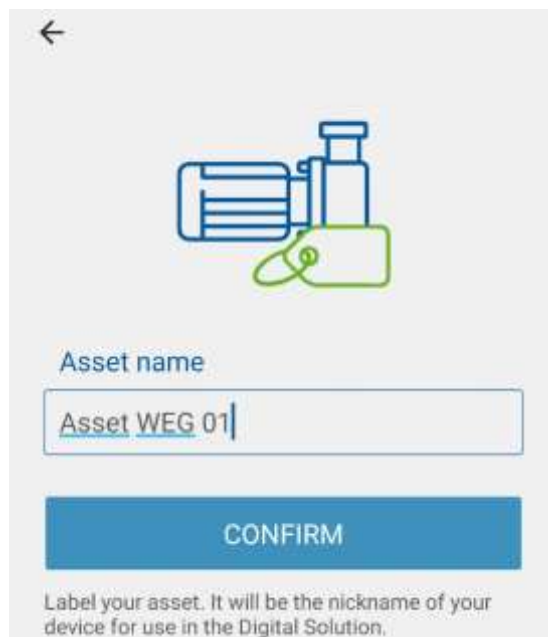 Asset name
Asset WEG 01
CONFIRM
Label your asset. It will be the nickname of your
device for use in the Digital Solution.